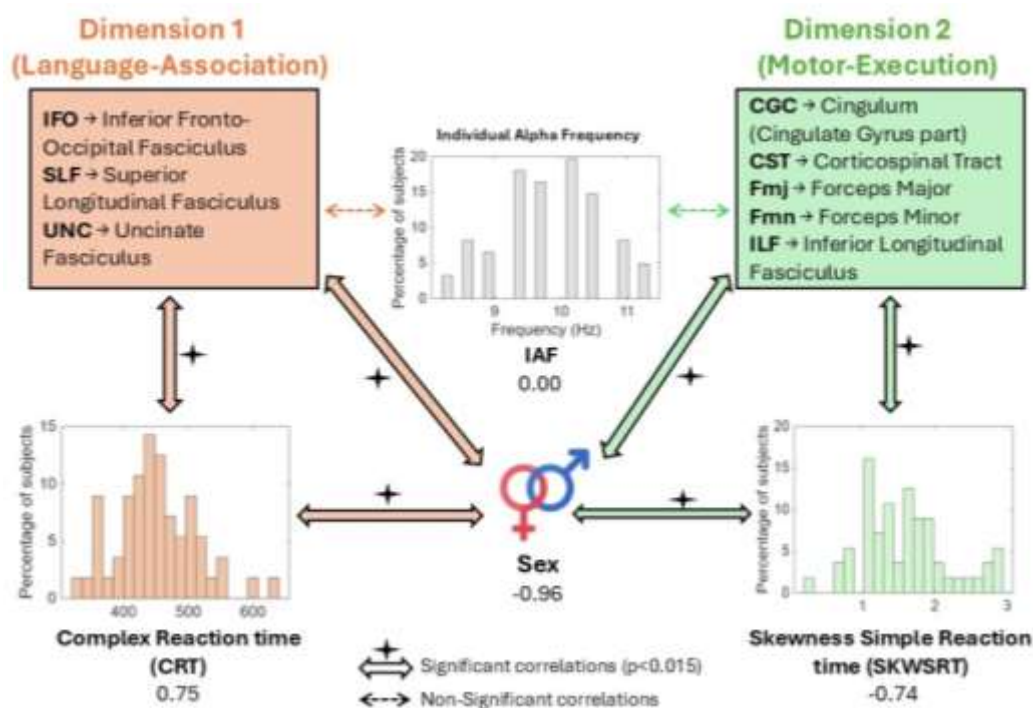 Dimension 1
(Language-Association)
IFO → Inferior Fronto-
Occipital Fasciculus
SLF → Superior
Longitudinal Fasciculus
UNC → Uncinate
Fasciculus
Dimension 2
(Motor-Execution)
CGC → Cingulum
(Cingulate Gyrus part)
CST → Corticospinal Tract
Fmj → Forceps Major
Fmn → Forceps Minor
ILF → Inferior Longitudinal
Fasciculus
Individual Alpha Frequency
Percentage of subjects
20
15
10
5
0
9 10 11
Frequency (Hz)
IAF
0.00
Percentage of subjects
15
10
5
0
400 500 600
Complex Reaction time
(CRT)
0.75
Sex
-0.96
Percentage of subjects
20
15
10
5
0
1 2 3
Skewness Simple Reaction
time (SKWSRT)
-0.74
Significant correlations (p<0.015)
Non-Significant correlations